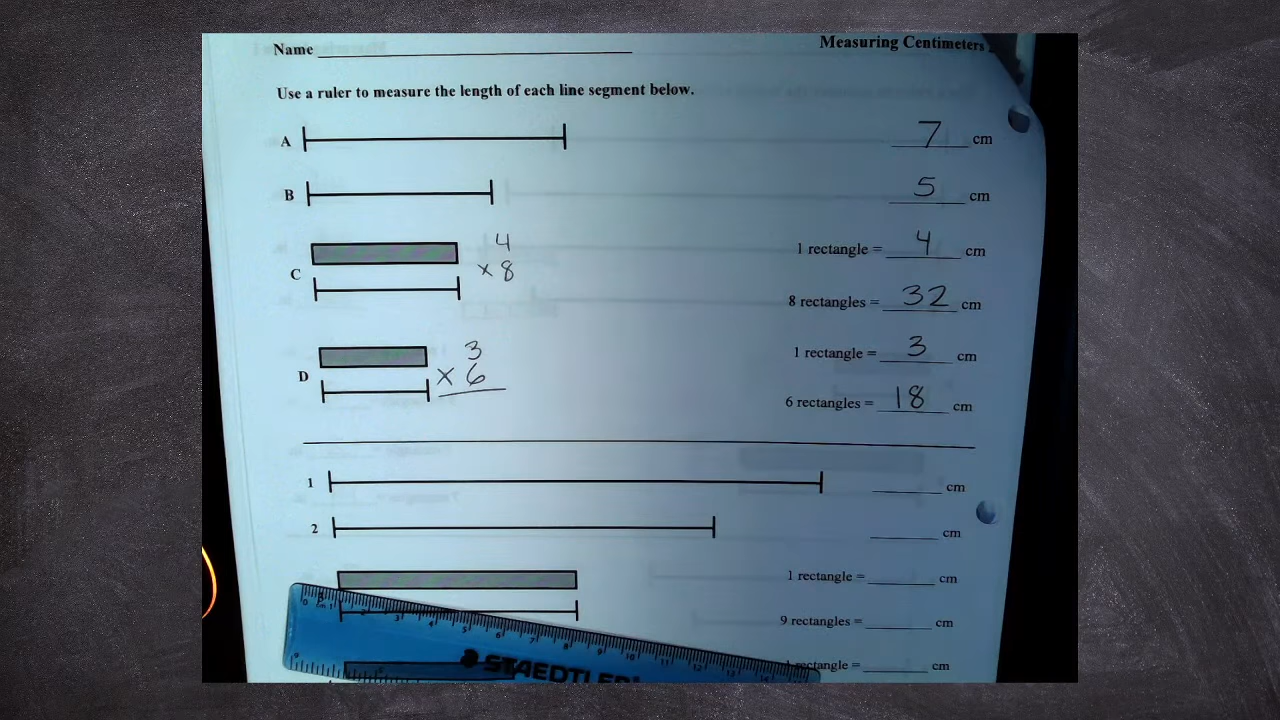 Name
Measuring Centimeters
Use a ruler to measure the length of each line segment below.
A 7 cm
B 5 cm
4
1 rectangle = 4 cm
C × 8
8 rectangles = 32 cm
3
1 rectangle = 3 cm
D × 6
6 rectangles = 18 cm
1 cm
2 cm
1 rectangle = cm
9 rectangles = cm
rectangle = cm
STAEDTLER